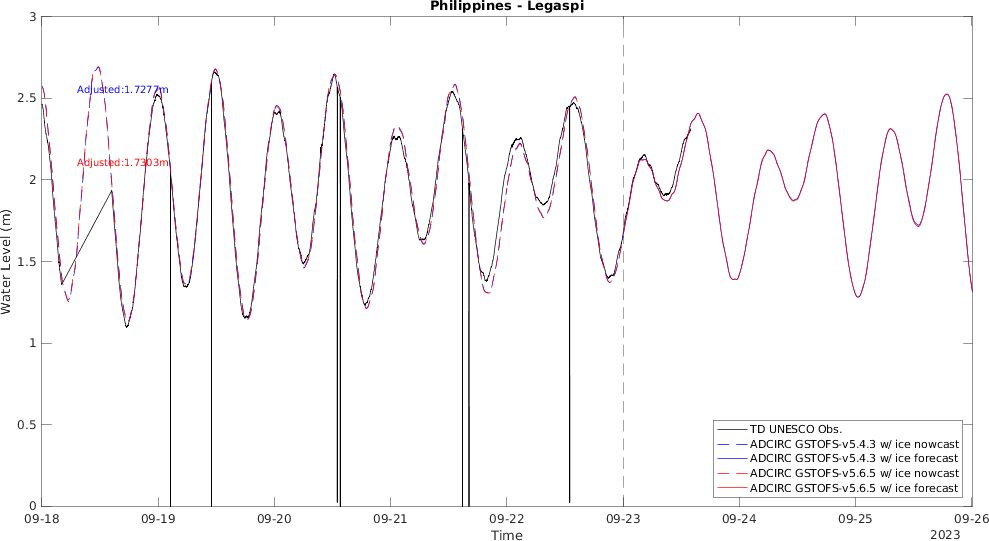 Philippines - Legaspi
3
2.5
2
1.5
1
0.5
0
Water Level (m)
Adjusted:1.7277m
Adjusted:1.7303m
TD UNESCO Obs.
ADCIRC GSTOFS-v5.4.3 w/ ice nowcast
ADCIRC GSTOFS-v5.4.3 w/ ice forecast
ADCIRC GSTOFS-v5.6.5 w/ ice nowcast
ADCIRC GSTOFS-v5.6.5 w/ ice forecast
09-18 09-19 09-20 09-21 09-22 09-23 09-24 09-25 09-26
Time
2023